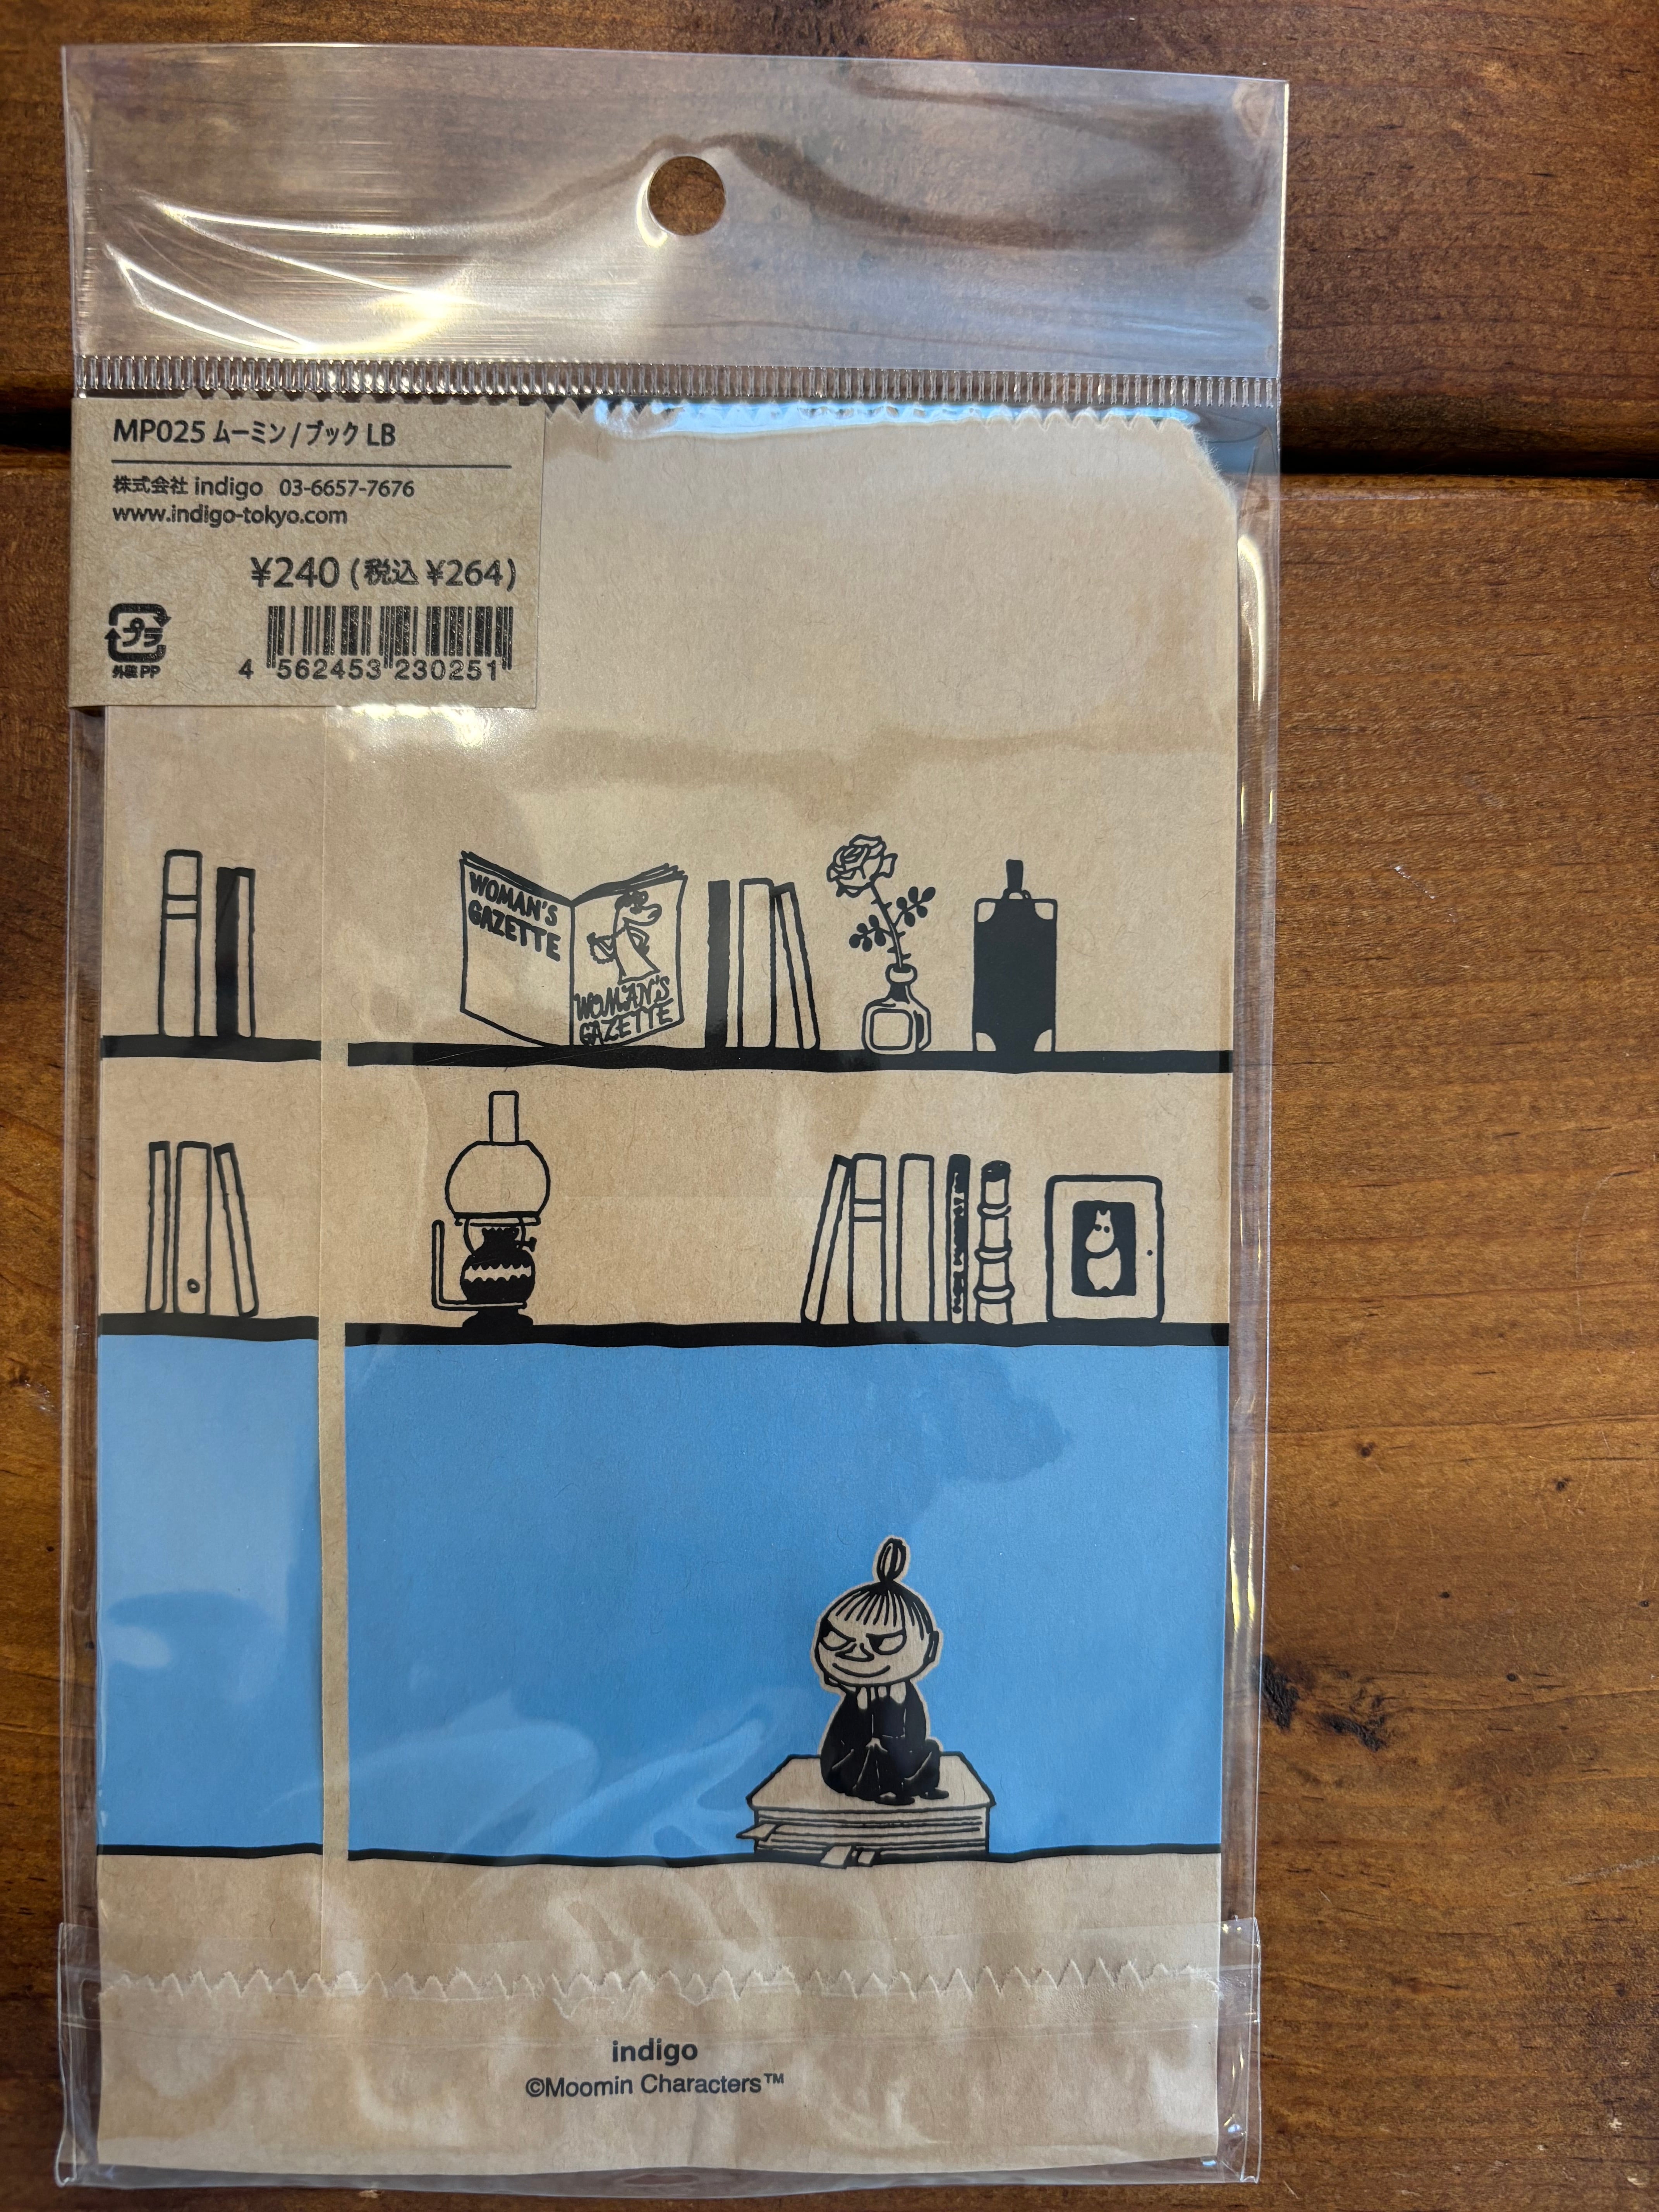 MP025 ムーミン/ブック LB
株式会社 indigo 03-6657-7676
www.indigo-tokyo.com
¥240 (税込 ¥264)
プラ
外装 PP
4 562453 230251
WOMAN'S
GAZETTE
WOMAN'S
GAZETTE
indigo
©Moomin Characters™